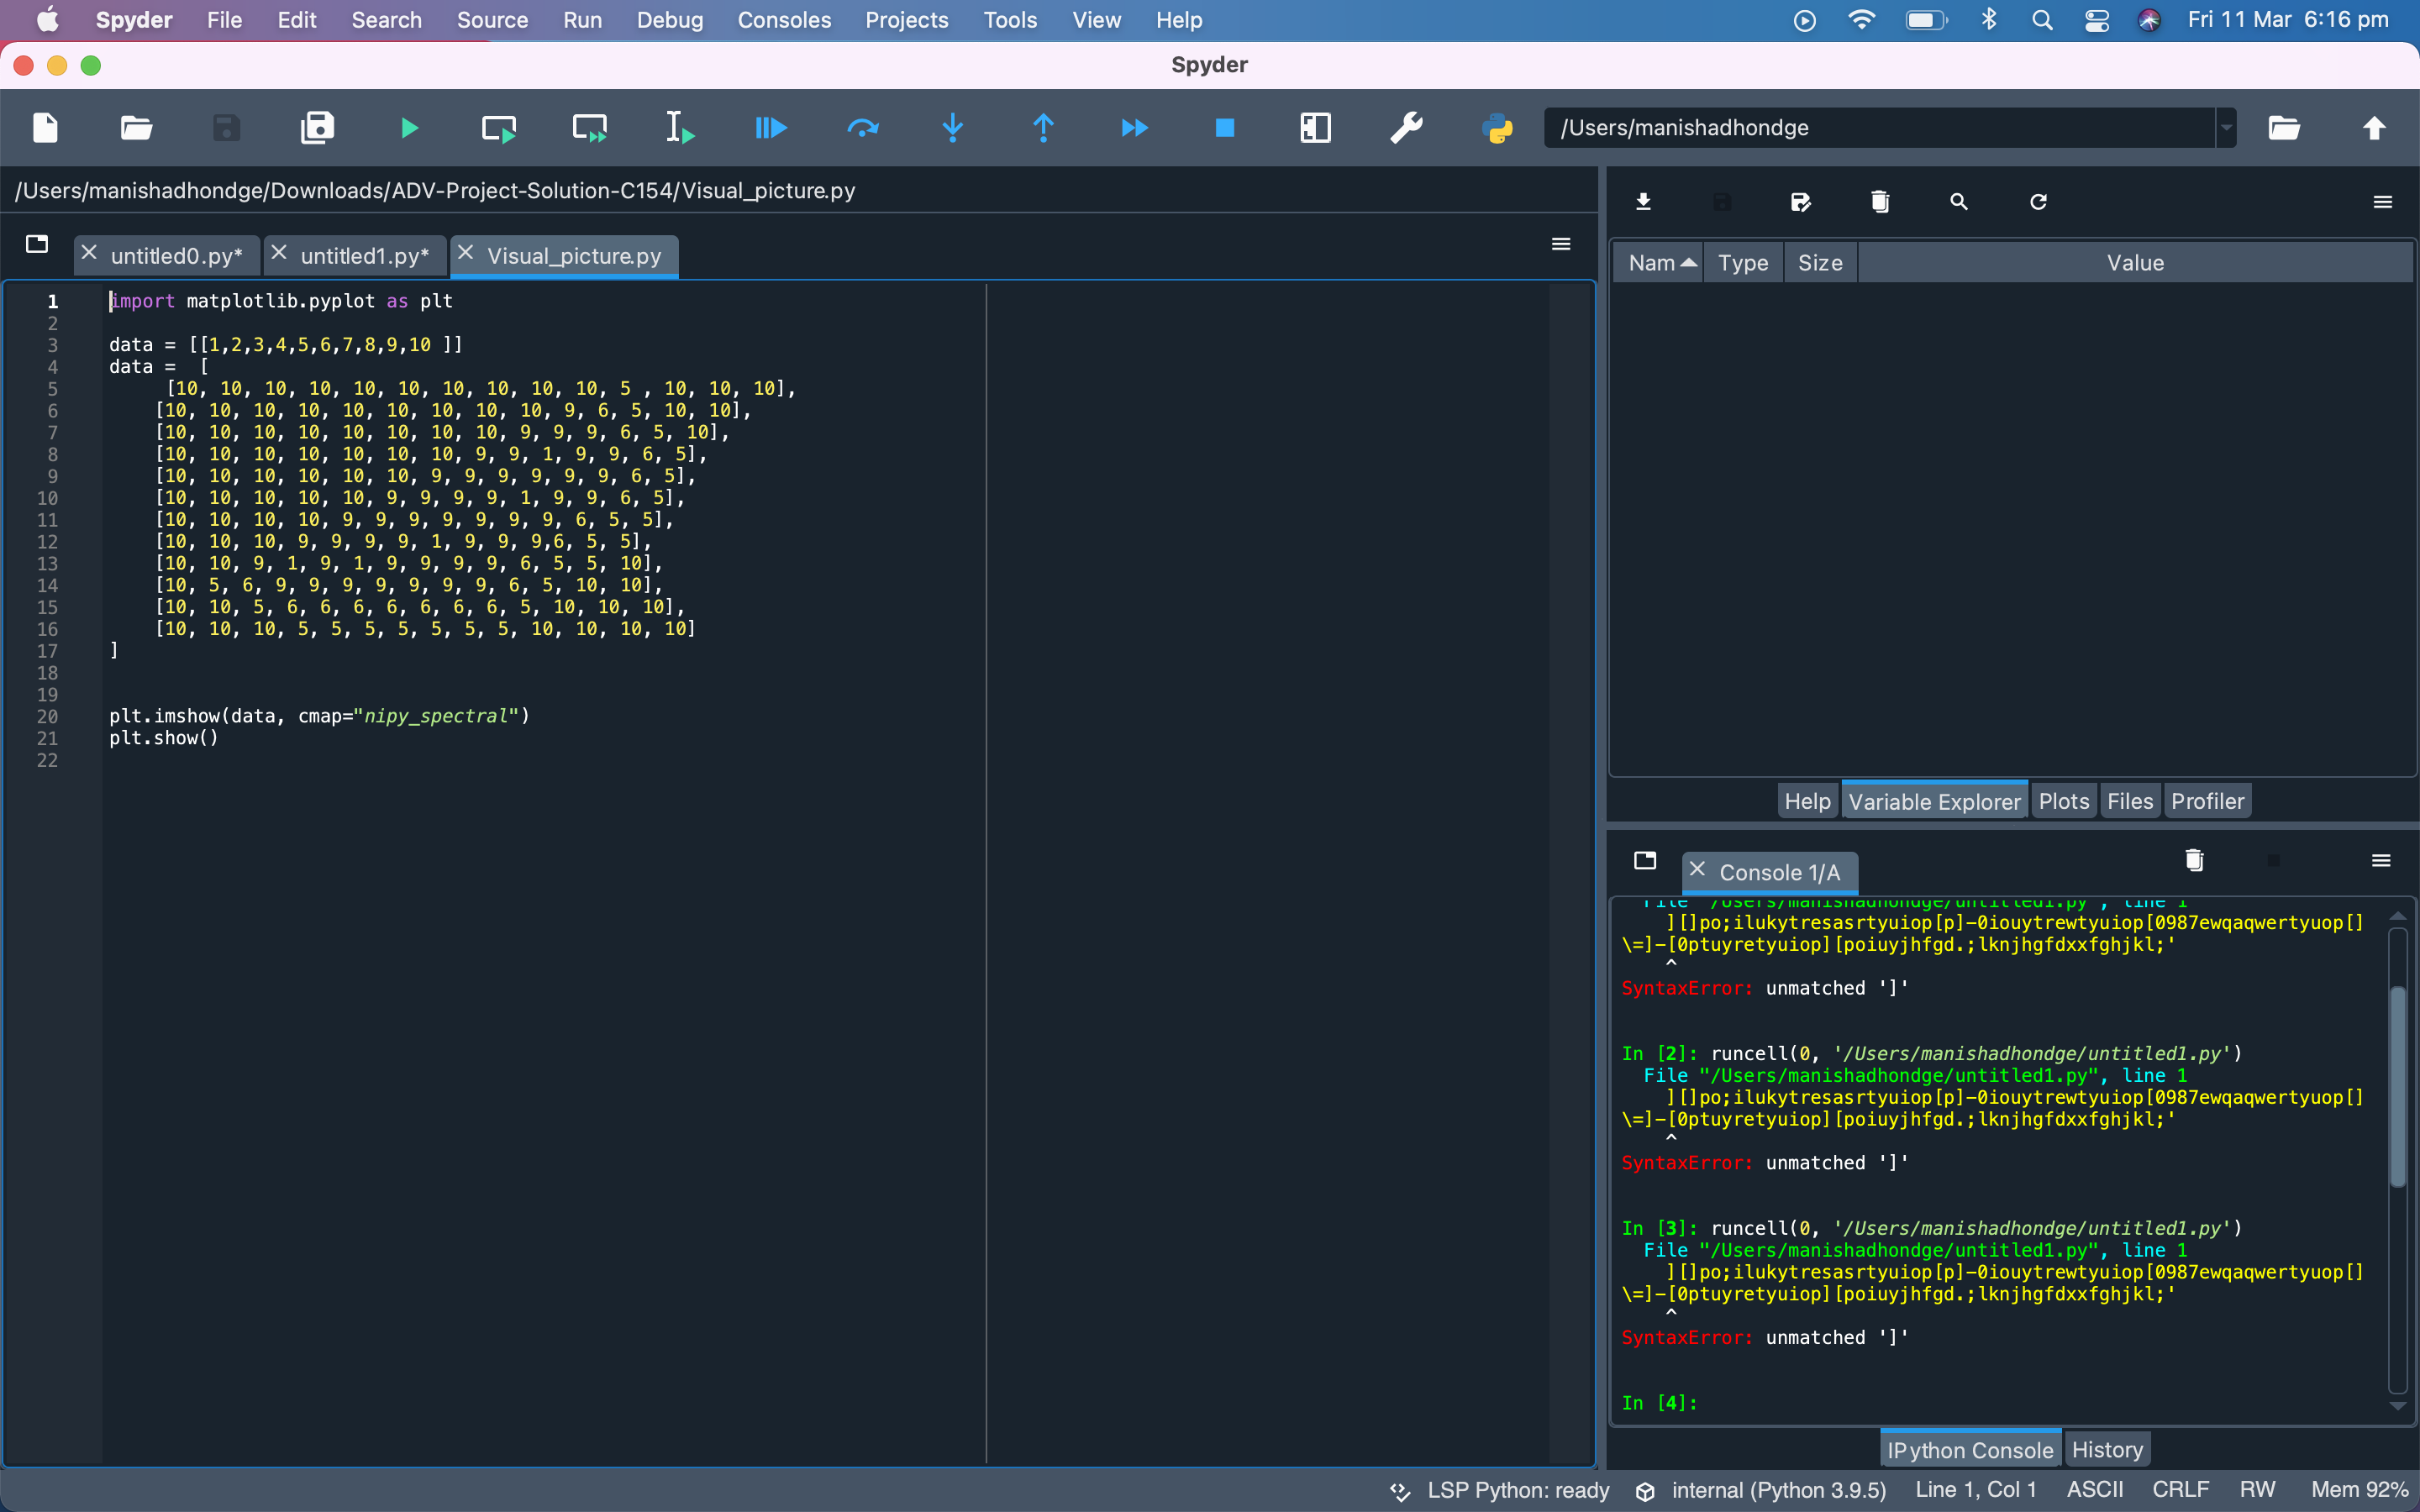 Spyder File Edit Search Source Run Debug Consoles Projects Tools View Help Fri 11 Mar 6:16 pm
Spyder
/Users/manishadhondge
/Users/manishadhondge/Downloads/ADV-Project-Solution-C154/Visual_picture.py
untitled0.py* untitled1.py* Visual_picture.py
1 import matplotlib.pyplot as plt
2
3 data = [[1,2,3,4,5,6,7,8,9,10 ]]
4 data =  [
5 [10, 10, 10, 10, 10, 10, 10, 10, 10, 10, 5 , 10, 10, 10],
6 [10, 10, 10, 10, 10, 10, 10, 10, 10, 9, 6, 5, 10, 10],
7 [10, 10, 10, 10, 10, 10, 10, 10, 9, 9, 9, 6, 5, 10],
8 [10, 10, 10, 10, 10, 10, 10, 9, 9, 1, 9, 9, 6, 5],
9 [10, 10, 10, 10, 10, 10, 9, 9, 9, 9, 9, 9, 6, 5],
10 [10, 10, 10, 10, 10, 9, 9, 9, 9, 1, 9, 9, 6, 5],
11 [10, 10, 10, 10, 9, 9, 9, 9, 9, 9, 9, 6, 5, 5],
12 [10, 10, 10, 9, 9, 9, 9, 1, 9, 9, 9,6, 5, 5],
13 [10, 10, 9, 1, 9, 1, 9, 9, 9, 9, 6, 5, 5, 10],
14 [10, 5, 6, 9, 9, 9, 9, 9, 9, 9, 6, 5, 10, 10],
15 [10, 10, 5, 6, 6, 6, 6, 6, 6, 6, 5, 10, 10, 10],
16 [10, 10, 10, 5, 5, 5, 5, 5, 5, 5, 10, 10, 10, 10]
17 ]
18
19
20 plt.imshow(data, cmap="nipy_spectral")
21 plt.show()
22
Nam Type Size Value
Help Variable Explorer Plots Files Profiler
Console 1/A
File "/Users/manishadhondge/untitled1.py", line 1
][]po;ilukytresasrtyuiop[p]-0iouytrewtyuiop[0987ewqaqwertyuop[]
\=]-[0ptuyretyuiop][poiuyjhfgd.;lknjhgfdxxfghjkl;'
^
SyntaxError: unmatched ']'
In [2]: runcell(0, '/Users/manishadhondge/untitled1.py')
File "/Users/manishadhondge/untitled1.py", line 1
][]po;ilukytresasrtyuiop[p]-0iouytrewtyuiop[0987ewqaqwertyuop[]
\=]-[0ptuyretyuiop][poiuyjhfgd.;lknjhgfdxxfghjkl;'
^
SyntaxError: unmatched ']'
In [3]: runcell(0, '/Users/manishadhondge/untitled1.py')
File "/Users/manishadhondge/untitled1.py", line 1
][]po;ilukytresasrtyuiop[p]-0iouytrewtyuiop[0987ewqaqwertyuop[]
\=]-[0ptuyretyuiop][poiuyjhfgd.;lknjhgfdxxfghjkl;'
^
SyntaxError: unmatched ']'
In [4]:
IPython Console History
LSP Python: ready internal (Python 3.9.5) Line 1, Col 1 ASCII CRLF RW Mem 92%